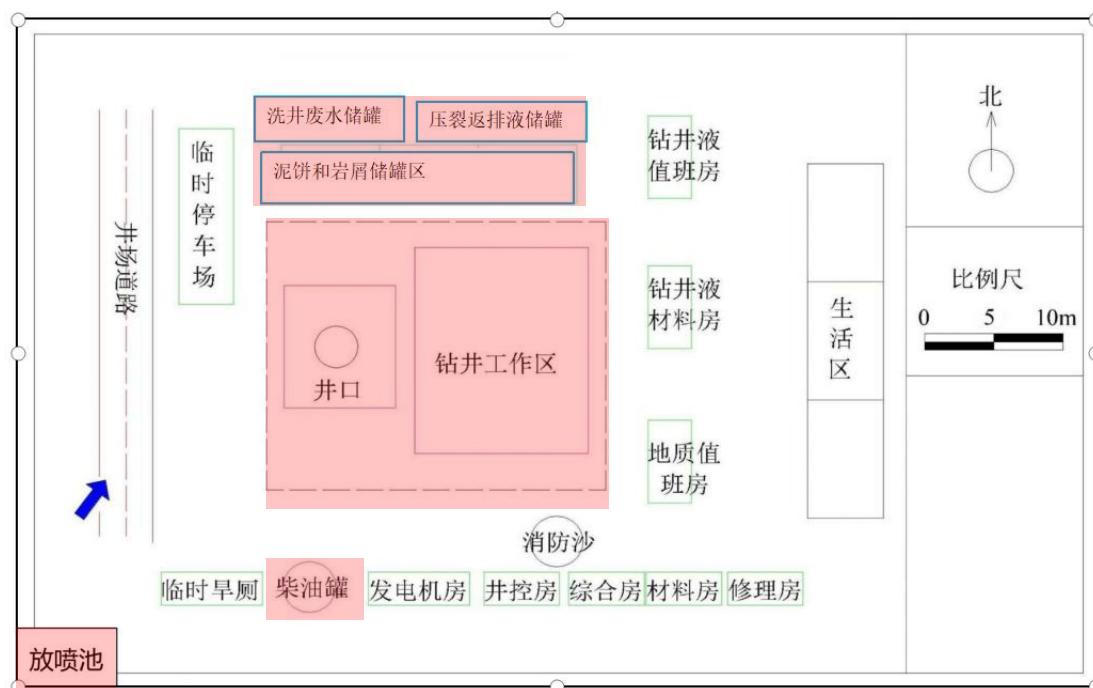 洗井废水储罐
压裂返排液储罐
泥饼和岩屑储罐区
临时停车场
井场道路
钻井液
值班房
北
钻井液
材料房
比例尺
0 5 10m
生活区
井口
钻井工作区
地质值
班房
消防沙
临时旱厕
柴油罐
发电机房
井控房
综合房
材料房
修理房
放喷池